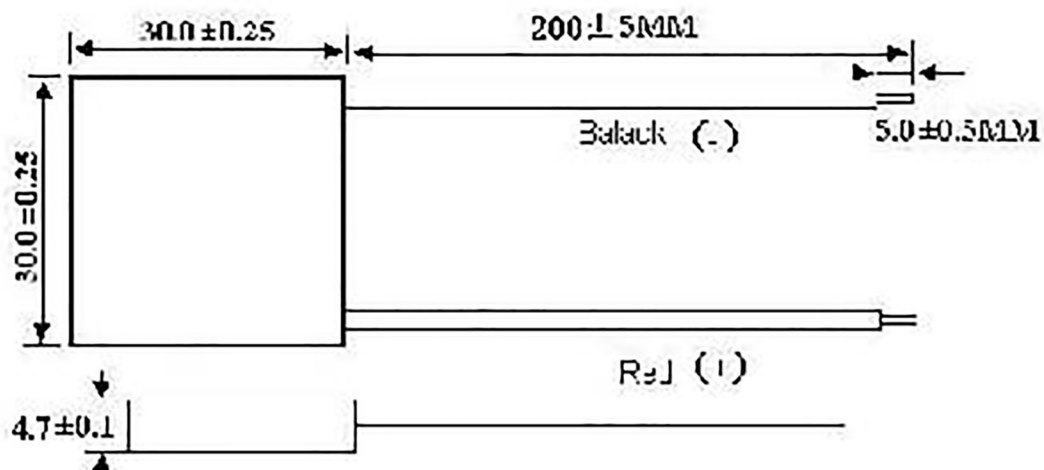 30.0 ±0.25
200± 5MM
Balack (-)
5.0 ±0.5MM
30.0 ±0.25
Red (+)
4.7 ±0.1